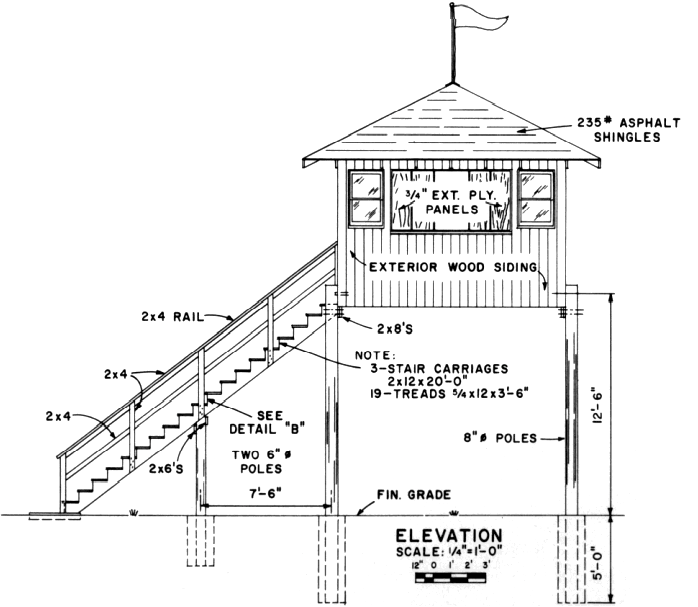 235# ASPHALT
SHINGLES
3/4" EXT. PLY.
PANELS
EXTERIOR WOOD SIDING
2x4 RAIL
2x8'S
NOTE:
3-STAIR CARRIAGES
2x12x20'-0"
19-TREADS 5/4x12x3'-6"
2x4
2x4
SEE
DETAIL "B"
2x6'S
TWO 6" ø
POLES
8" ø POLES
12'-6"
7'-6"
FIN. GRADE
ELEVATION
SCALE: 1/4"=1'-0"
12" 0 1' 2' 3'
5'-0"